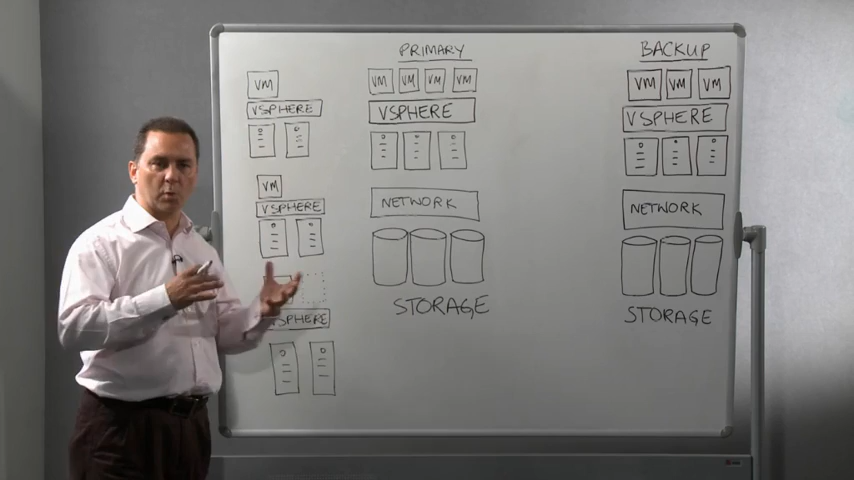 PRIMARY
BACKUP
VM
VM VM VM VM
VM VM VM
VSPHERE
VSPHERE
VSPHERE
VM
VSPHERE
NETWORK
NETWORK
STORAGE
STORAGE
VSPHERE